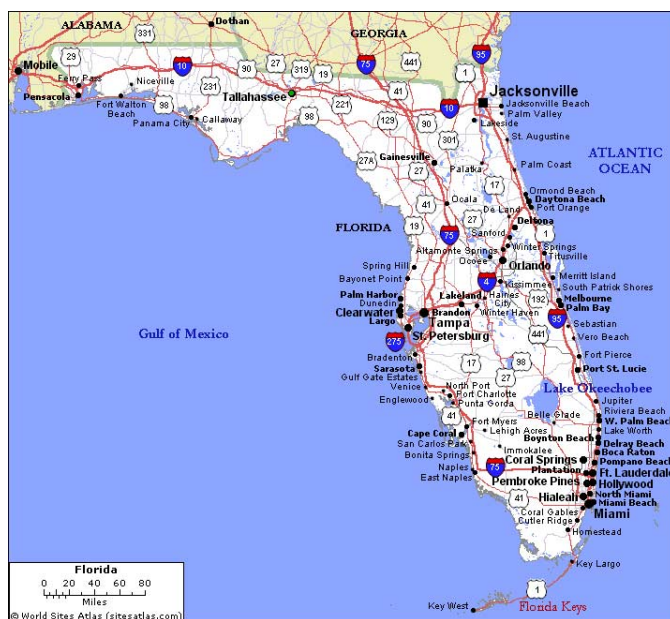 Dothan
ALABAMA
331
GEORGIA
29
10
90
27
319
19
75
441
95
1
Mobile
Ferry Pass
Niceville
231
41
Pensacola
Fort Walton
Beach
98
Panama City
Callaway
Tallahassee
221
98
129
90
10
301
Jacksonville
Jacksonville Beach
Palm Valley
Lakeside
St. Augustine
27A
27
Gainesville
Palatka
Palm Coast
ATLANTIC
OCEAN
17
41
Ocala
27
De Land
Ormond Beach
Daytona Beach
Port Orange
Deltona
FLORIDA
19
75
Sanford
1
Altamonte Springs
Winter Springs
Ocoee
Titusville
Orlando
Spring Hill
Bayonet Point
4
Kissimmee
Merritt Island
South Patrick Shores
Palm Harbor
Dunedin
Clearwater
Largo
Lakeland
Brandon
Haines
City
Winter Haven
192
Melbourne
Palm Bay
Tampa
St. Petersburg
95
Sebastian
441
Vero Beach
Gulf of Mexico
275
Bradenton
17
98
Fort Pierce
Sarasota
Gulf Gate Estates
27
Port St. Lucie
Venice
North Port
Port Charlotte
Englewood
Punta Gorda
Lake Okeechobee
Jupiter
Riviera Beach
41
Belle Glade
W. Palm Beach
Fort Myers
Lake Worth
Cape Coral
Lehigh Acres
Boynton Beach
San Carlos Park
Delray Beach
Bonita Springs
Immokalee
Boca Raton
Coral Springs
Pompano Beach
Naples
75
Plantation
Ft. Lauderdale
East Naples
Pembroke Pines
Hollywood
41
Hialeah
North Miami
Miami Beach
Coral Gables
Miami
Cutler Ridge
Homestead
Key Largo
1
Key West
Florida Keys
Florida
0 40 60 80
Miles
© World Sites Atlas (sitesatlas.com)